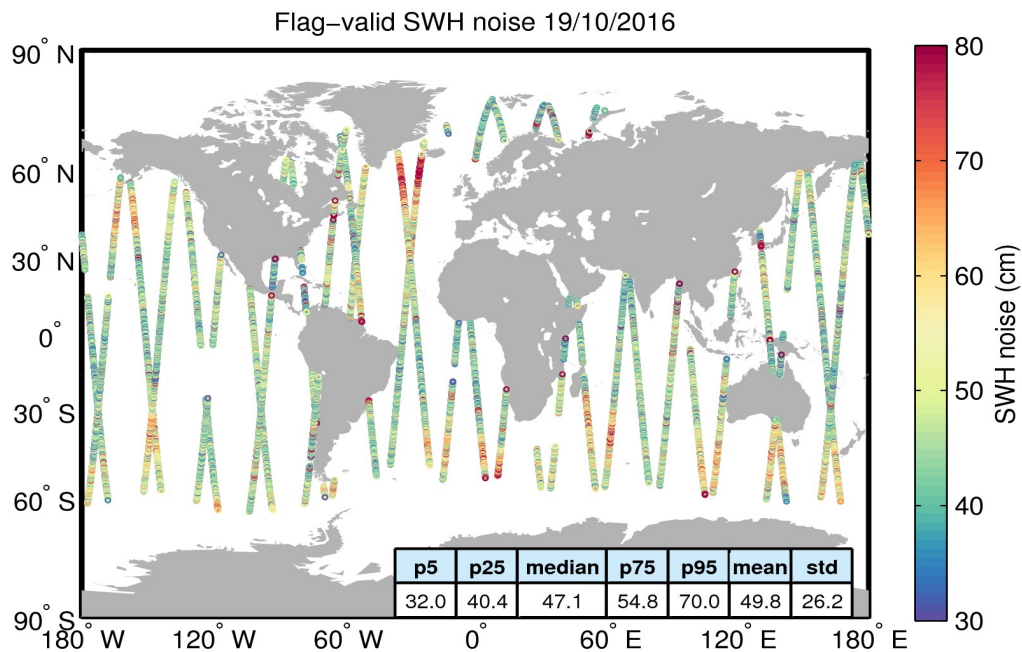 Flag−valid SWH noise 19/10/2016
90° N
60° N
30° N
0°
30° S
60° S
90° S
180° W
120° W
60° W
0°
60° E
120° E
180° E
80
70
60
50
40
30
SWH noise (cm)
p5 p25 median p75 p95 mean std
32.0 40.4 47.1 54.8 70.0 49.8 26.2